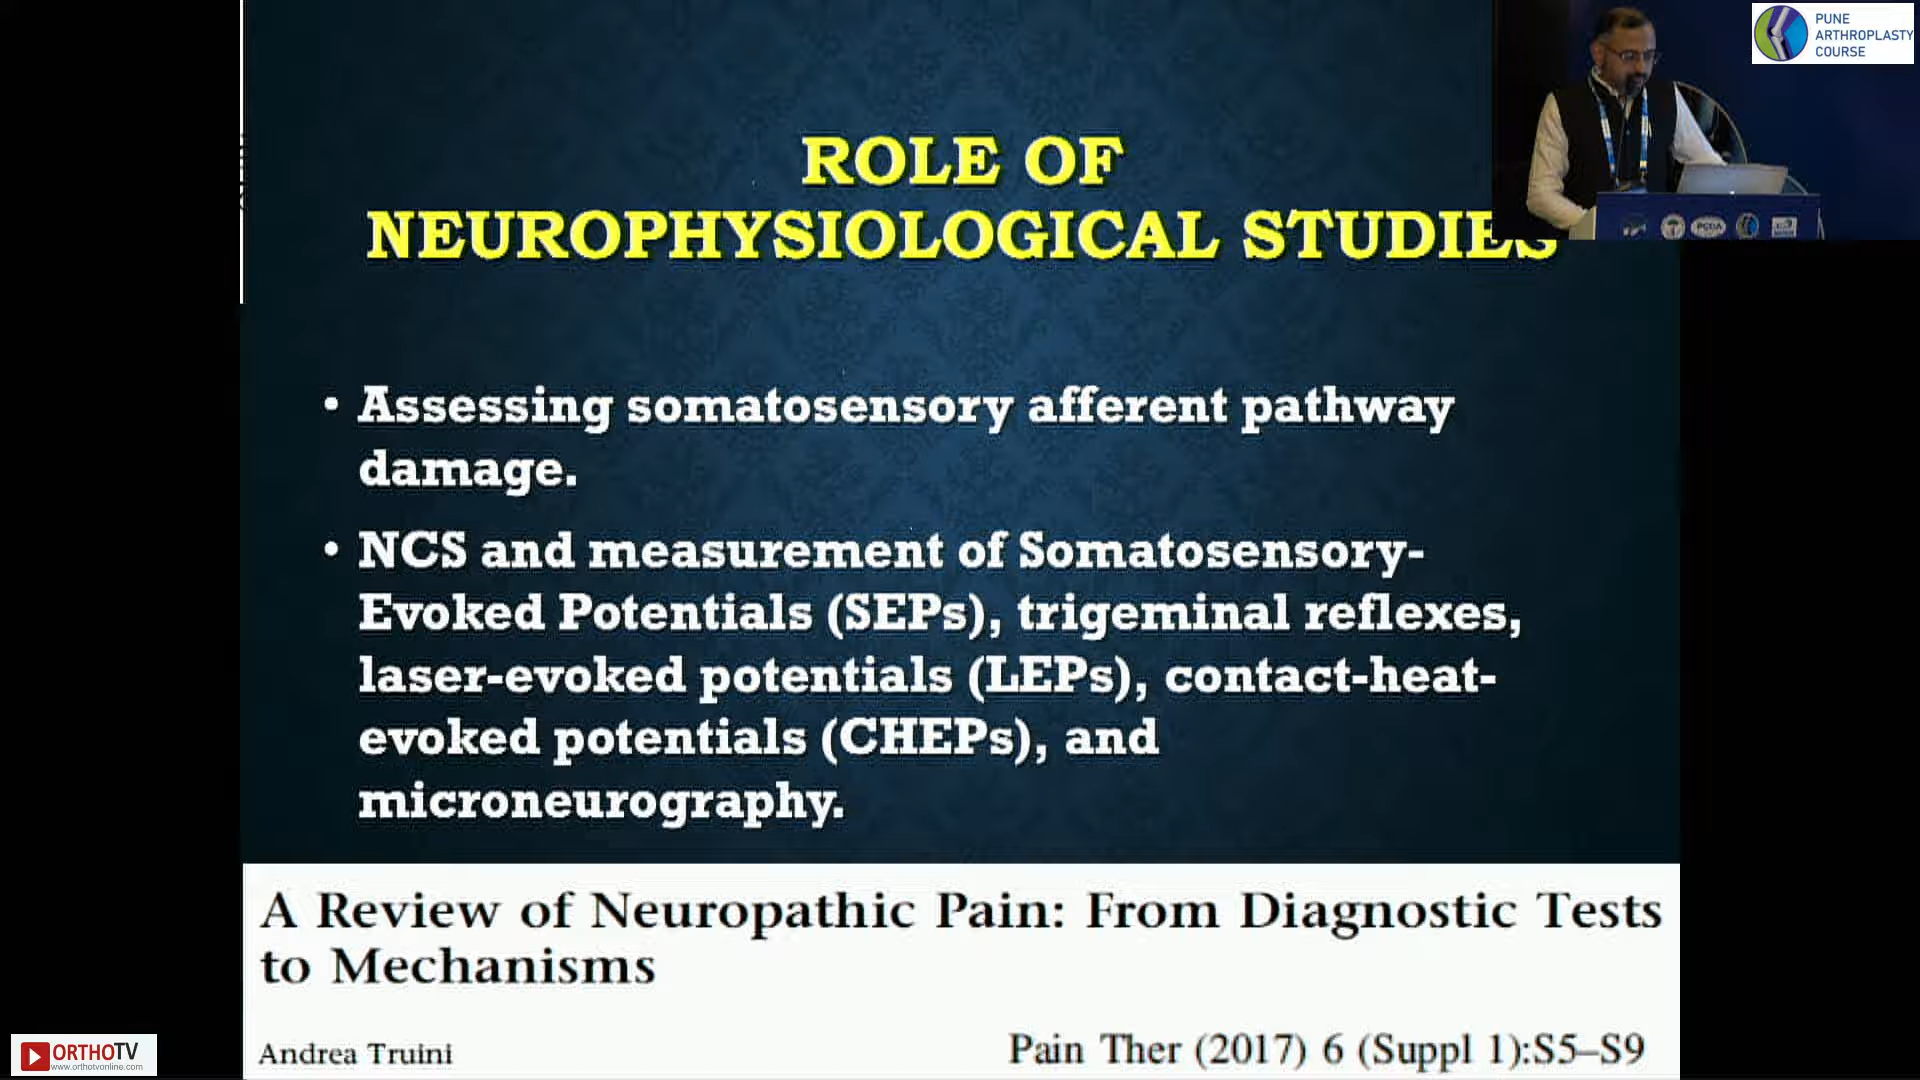 PUNE
ARTHROPLASTY
COURSE
ROLE OF
NEUROPHYSIOLOGICAL STUDIES
• Assessing somatosensory afferent pathway
damage.
• NCS and measurement of Somatosensory-
Evoked Potentials (SEPs), trigeminal reflexes,
laser-evoked potentials (LEPs), contact-heat-
evoked potentials (CHEPs), and
microneurography.
A Review of Neuropathic Pain: From Diagnostic Tests
to Mechanisms
Andrea Truini
Pain Ther (2017) 6 (Suppl 1):S5–S9
ORTHOTV
www.orthotvonline.com